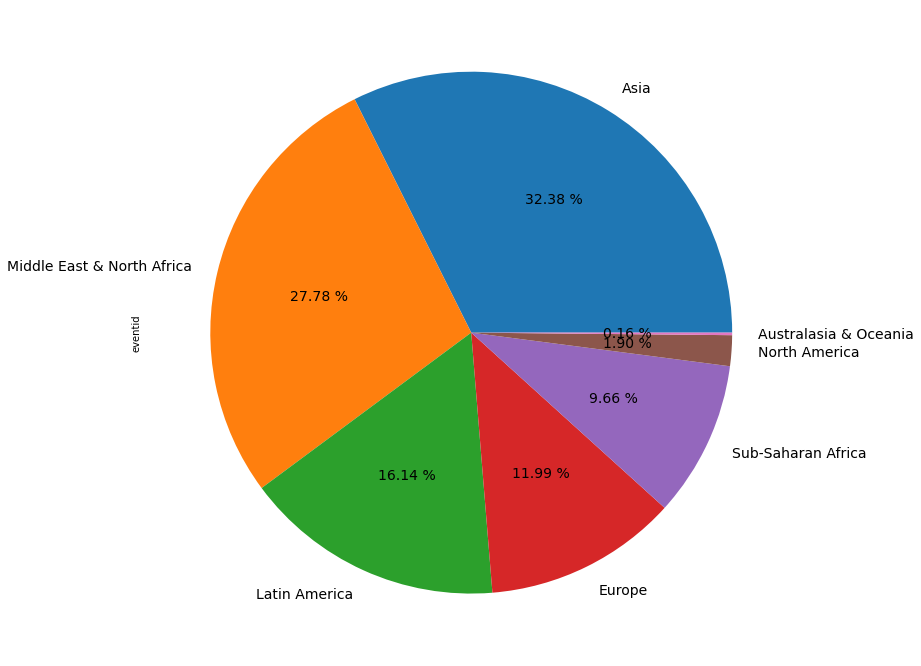 Asia
32.38 %
Middle East & North Africa
27.78 %
eventid
0.16 %
Australasia & Oceania
1.90 %
North America
9.66 %
Sub-Saharan Africa
16.14 %
11.99 %
Europe
Latin America